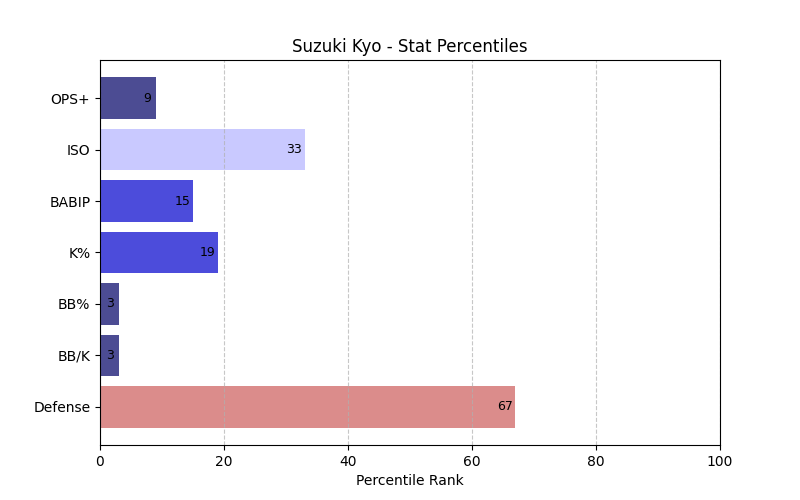 Suzuki Kyo - Stat Percentiles
OPS+ 9
ISO 33
BABIP 15
K% 19
BB% 3
BB/K 3
Defense 67
0 20 40 60 80 100
Percentile Rank